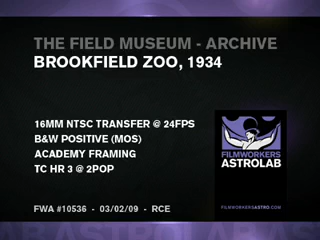 THE FIELD MUSEUM - ARCHIVE
BROOKFIELD ZOO, 1934
16MM NTSC TRANSFER @ 24FPS
B&W POSITIVE (MOS)
ACADEMY FRAMING
TC HR 3 @ 2POP
FILMWORKERS
ASTROLAB
FILMWORKERSASTRO.COM
FWA #10536 - 03/02/09 - RCE